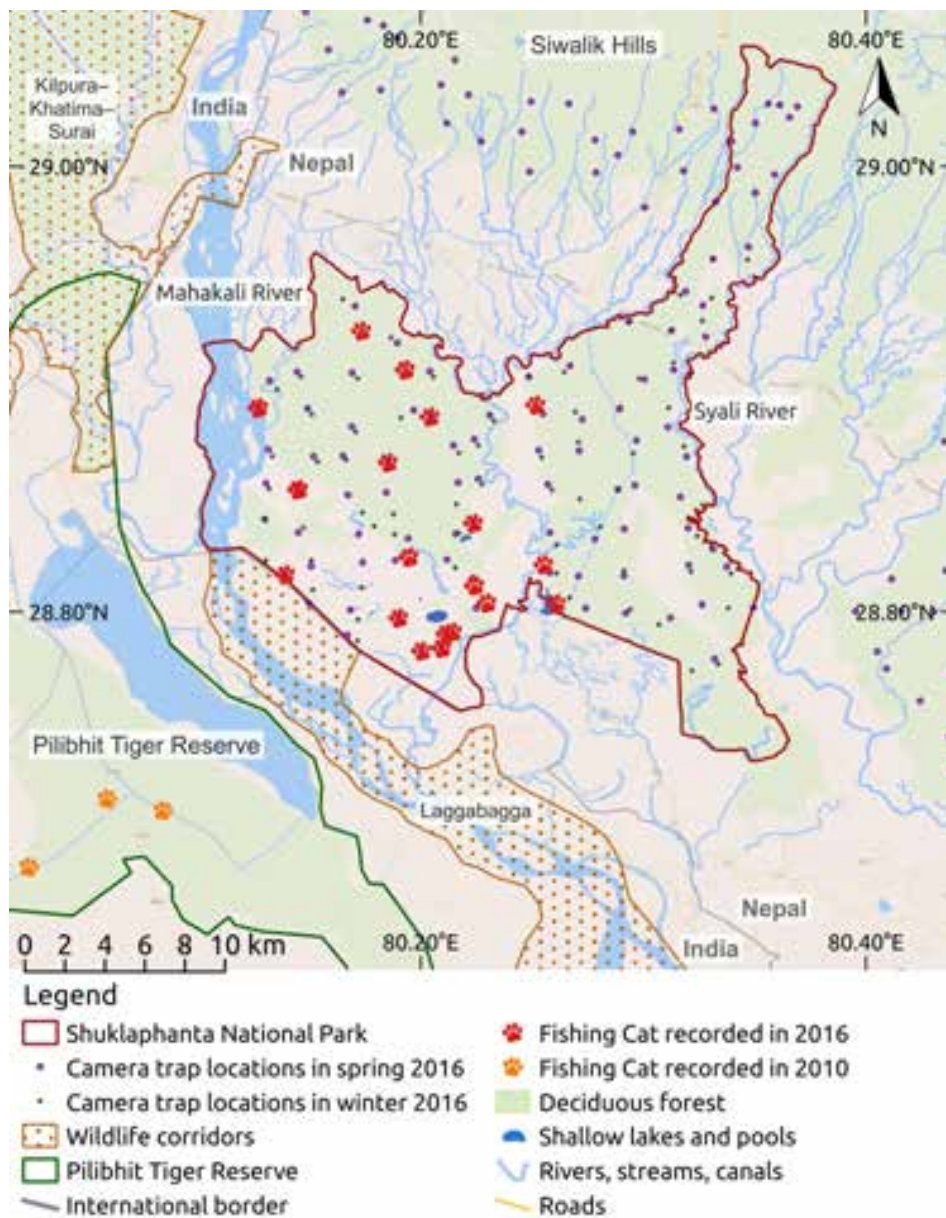 80.20°E
Siwalik Hills
80.40°E
Kilpura–
Khatima–
Surai
India
N
29.00°N
Nepal
29.00°N
Mahakali River
Syali River
28.80°N
28.80°N
Pilibhit Tiger Reserve
Laggabagga
Nepal
0 2 4 6 8 10 km
80.20°E
India
80.40°E
Legend
Shuklaphanta National Park
Camera trap locations in spring 2016
Camera trap locations in winter 2016
Wildlife corridors
Pilibhit Tiger Reserve
International border
Fishing Cat recorded in 2016
Fishing Cat recorded in 2010
Deciduous forest
Shallow lakes and pools
Rivers, streams, canals
Roads